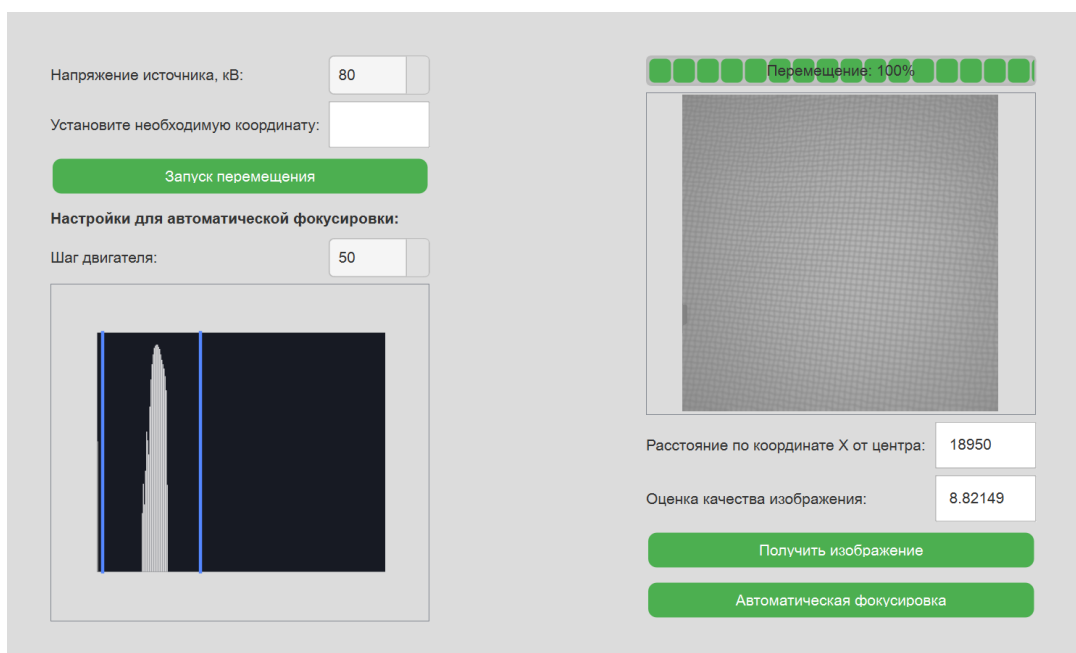 Напряжение источника, кВ:
80
Установите необходимую координату:
Запуск перемещения
Настройки для автоматической фокусировки:
Шаг двигателя:
50
Перемещение: 100%
Расстояние по координате X от центра:
18950
Оценка качества изображения:
8.82149
Получить изображение
Автоматическая фокусировка